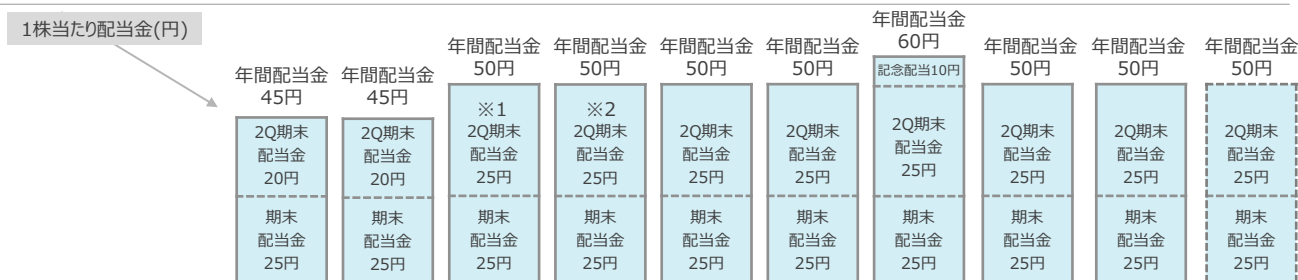 1株当たり配当金(円)
年間配当金
45円
2Q期末
配当金
20円
期末
配当金
25円
年間配当金
45円
2Q期末
配当金
20円
期末
配当金
25円
年間配当金
50円
※1
2Q期末
配当金
25円
期末
配当金
25円
年間配当金
50円
※2
2Q期末
配当金
25円
期末
配当金
25円
年間配当金
50円
2Q期末
配当金
25円
期末
配当金
25円
年間配当金
50円
2Q期末
配当金
25円
期末
配当金
25円
年間配当金
60円
記念配当10円
2Q期末
配当金
25円
期末
配当金
25円
年間配当金
50円
2Q期末
配当金
25円
期末
配当金
25円
年間配当金
50円
2Q期末
配当金
25円
期末
配当金
25円
年間配当金
50円
2Q期末
配当金
25円
期末
配当金
25円